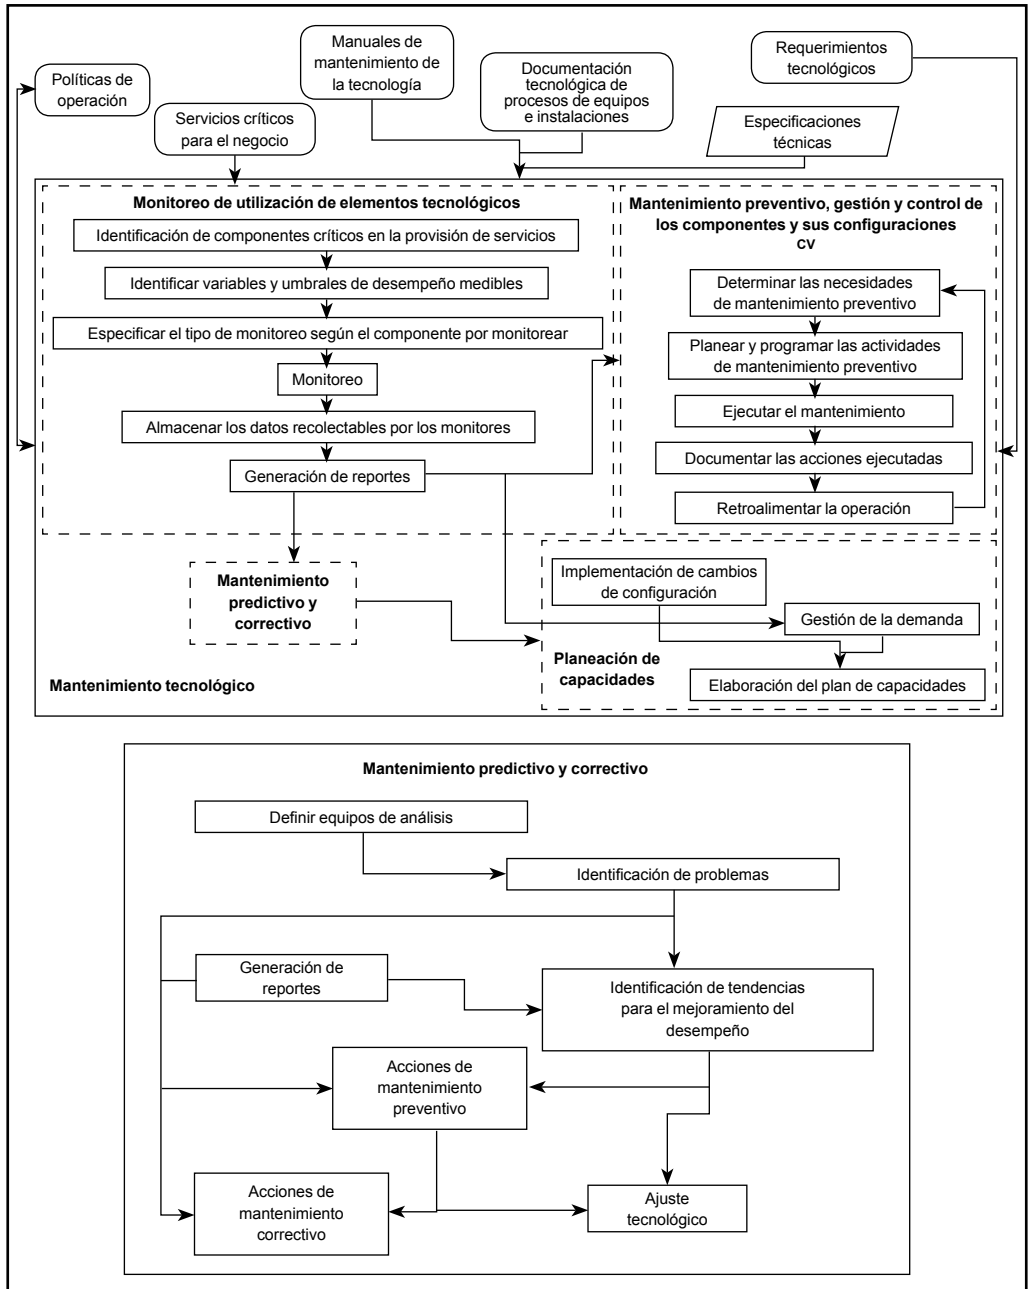 Manuales de
mantenimiento de
la tecnología
Requerimientos
tecnológicos
Políticas de
operación
Documentación
tecnológica de
procesos de equipos
e instalaciones
Servicios críticos
para el negocio
Especificaciones
técnicas
Monitoreo de utilización de elementos tecnológicos
Identificación de componentes críticos en la provisión de servicios
Identificar variables y umbrales de desempeño medibles
Especificar el tipo de monitoreo según el componente por monitorear
Monitoreo
Almacenar los datos recolectables por los monitores
Generación de reportes
Mantenimiento preventivo, gestión y control de
los componentes y sus configuraciones
CV
Determinar las necesidades
de mantenimiento preventivo
Planear y programar las actividades
de mantenimiento preventivo
Ejecutar el mantenimiento
Documentar las acciones ejecutadas
Retroalimentar la operación
Mantenimiento
predictivo y
correctivo
Implementación de cambios
de configuración
Gestión de la demanda
Planeación de
capacidades
Elaboración del plan de capacidades
Mantenimiento tecnológico
Mantenimiento predictivo y correctivo
Definir equipos de análisis
Identificación de problemas
Generación de
reportes
Identificación de tendencias
para el mejoramiento del
desempeño
Acciones de
mantenimiento
preventivo
Acciones de
mantenimiento
correctivo
Ajuste
tecnológico